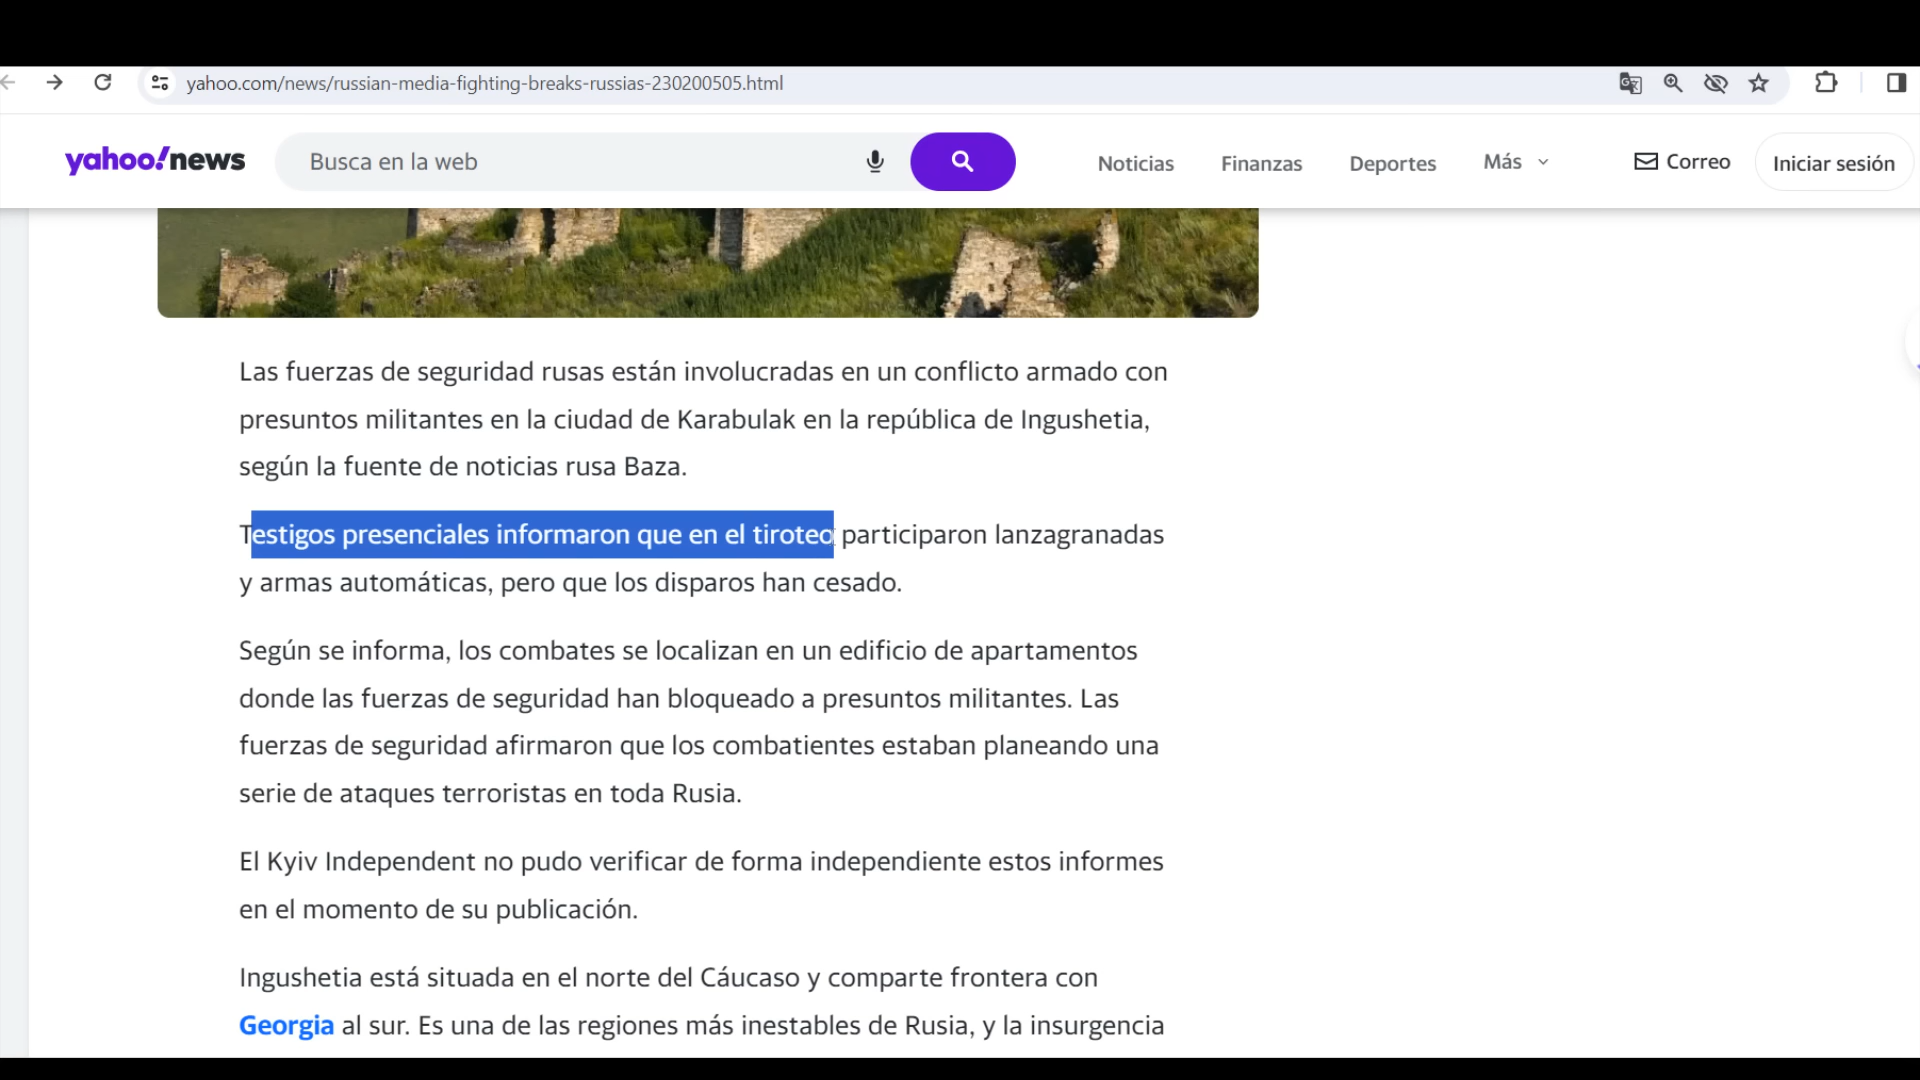 yahoo.com/news/russian-media-fighting-breaks-russias-230200505.html
yahoo!news
Busca en la web
Noticias
Finanzas
Deportes
Más
Correo
Iniciar sesión
Las fuerzas de seguridad rusas están involucradas en un conflicto armado con
presuntos militantes en la ciudad de Karabulak en la república de Ingushetia,
según la fuente de noticias rusa Baza.
Testigos presenciales informaron que en el tiroteo participaron lanzagranadas
y armas automáticas, pero que los disparos han cesado.
Según se informa, los combates se localizan en un edificio de apartamentos
donde las fuerzas de seguridad han bloqueado a presuntos militantes. Las
fuerzas de seguridad afirmaron que los combatientes estaban planeando una
serie de ataques terroristas en toda Rusia.
El Kyiv Independent no pudo verificar de forma independiente estos informes
en el momento de su publicación.
Ingushetia está situada en el norte del Cáucaso y comparte frontera con
Georgia al sur. Es una de las regiones más inestables de Rusia, y la insurgencia